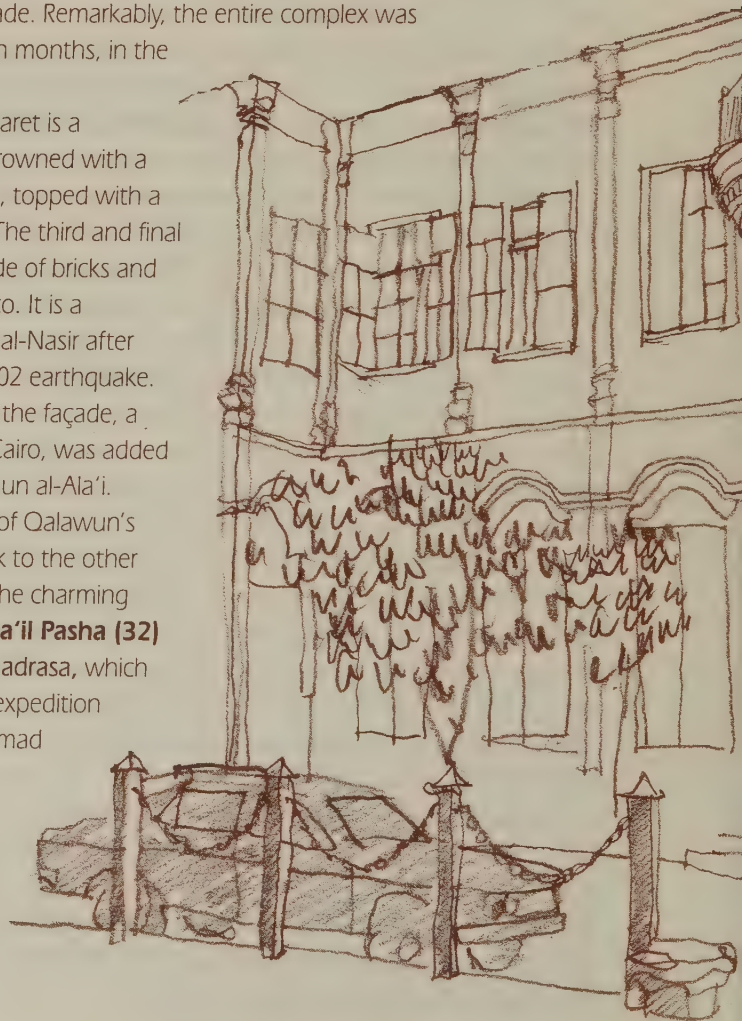 ade. Remarkably, the entire complex was
n months, in the
aret is a
rowned with a
, topped with a
The third and final
de of bricks and
co. It is a
al-Nasir after
02 earthquake.
the façade, a
Cairo, was added
un al-Ala'i.
of Qalawun's
k to the other
he charming
a'il Pasha (32)
adrasa, which
expedition
mad